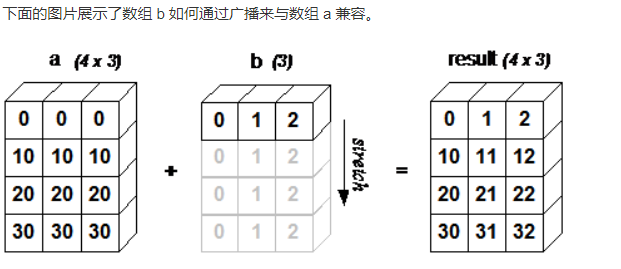 下面的图片展示了数组 b 如何通过广播来与数组 a 兼容。
a (4 x 3) b (3) result (4 x 3)
0 0 0 0 1 2 0 1 2
10 10 10 0 1 2 10 11 12
+ stretch =
20 20 20 0 1 2 20 21 22
30 30 30 0 1 2 30 31 32